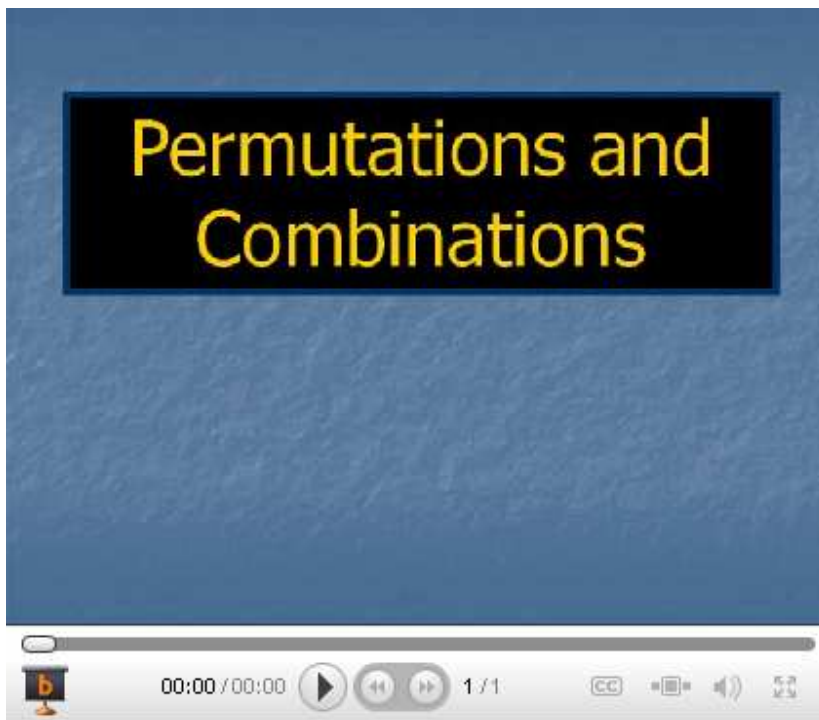 Permutations and
Combinations
b 00:00 / 00:00 1 / 1 CC